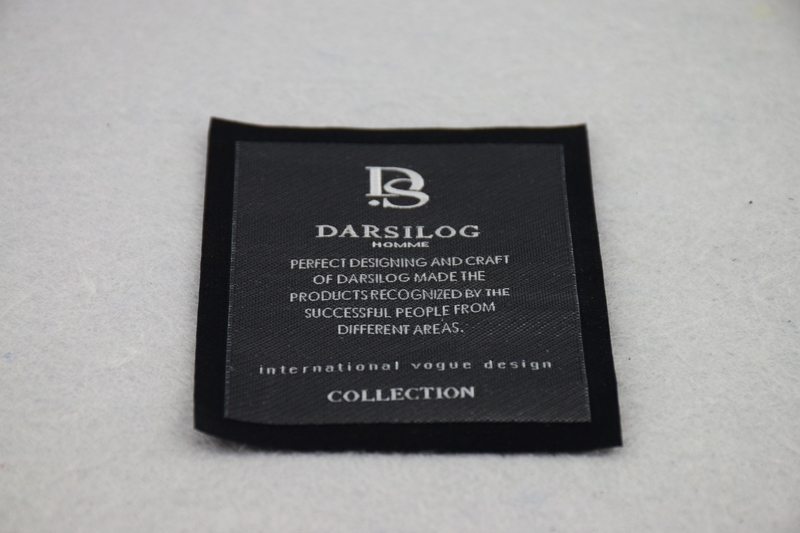 DS
DARSILOG
HOMME
PERFECT DESIGNING AND CRAFT
OF DARSILOG MADE THE
PRODUCTS RECOGNIZED BY THE
SUCCESSFUL PEOPLE FROM
DIFFERENT AREAS.
international vogue design
COLLECTION